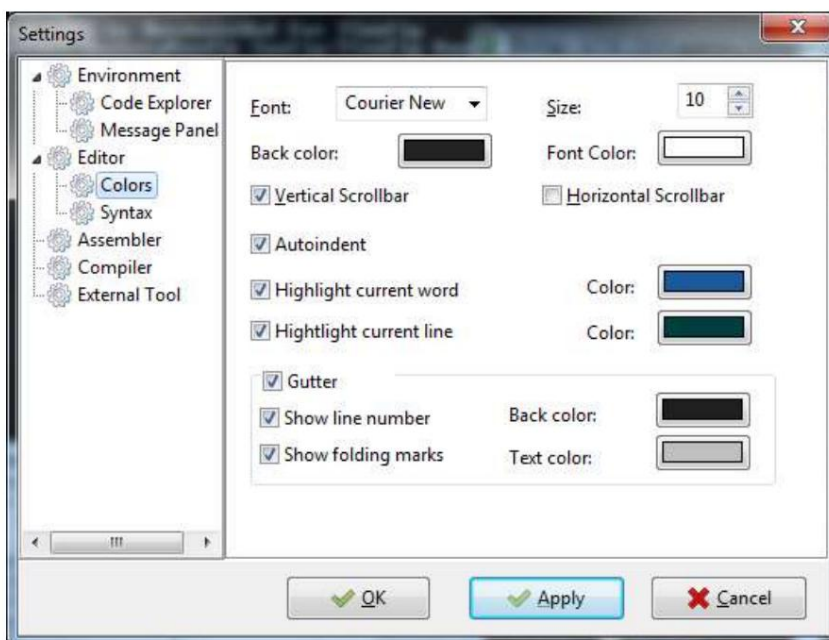 Settings
Environment
Code Explorer
Message Panel
Editor
Colors
Syntax
Assembler
Compiler
External Tool
Font: Courier New Size: 10
Back color: Font Color:
Vertical Scrollbar Horizontal Scrollbar
Autoindent
Highlight current word Color:
Hightlight current line Color:
Gutter
Show line number Back color:
Show folding marks Text color:
OK Apply Cancel